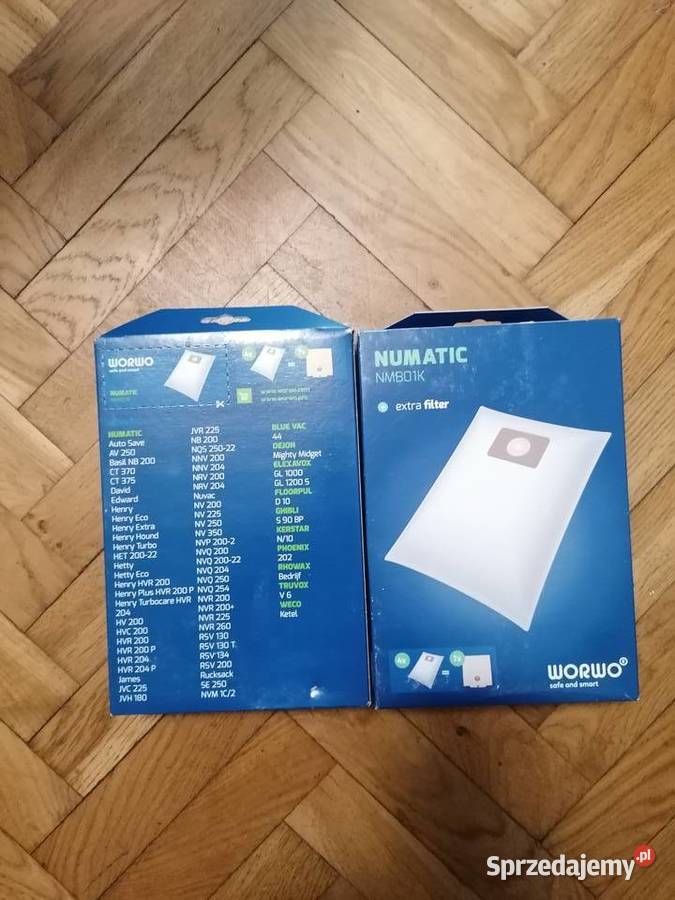 WORWO
safe and smart
NUMATIC
4x
NUMATIC
Auto Save
AV 250
Basil NB 200
CT 370
CT 375
David
Edward
Henry
Henry Eco
Henry Extra
Henry Hound
Henry Turbo
HET 200-22
Hetty
Hetty Eco
Henry HVR 200
Henry Plus HVR 200 P
Henry Turbocare HVR
204
HV 200
HVC 200
HVR 200
HVR 200 P
HVR 204
HVR 204 P
James
JVC 225
JVH 180
JVR 225
NB 200
NQS 250-22
NNV 200
NNV 204
NRV 200
NRV 204
Nuvac
NV 200
NV 225
NV 250
NV 350
NVP 200-2
NVQ 200
NVQ 200-22
NVQ 204
NVQ 250
NVQ 254
NVR 200
NVR 200+
NVR 225
NVR 260
RSV 130
RSV 130 T
RSV 134
RSV 200
Rucksack
SE 250
NVM 1C/2
BLUE VAC
44
DEJON
Mighty Midget
ELEXAVOX
GL 1000
GL 1200 S
FLOORPUL
D 10
GHIBLI
S 90 BP
KERSTAR
N/10
PHOENIX
202
RHOWAX
Bedrijf
TRUVOX
V 6
WECO
Ketel
NUMATIC
NMB01K
extra filter
4x
1x
WORWO
safe and smart
Sprzedajemy.pl